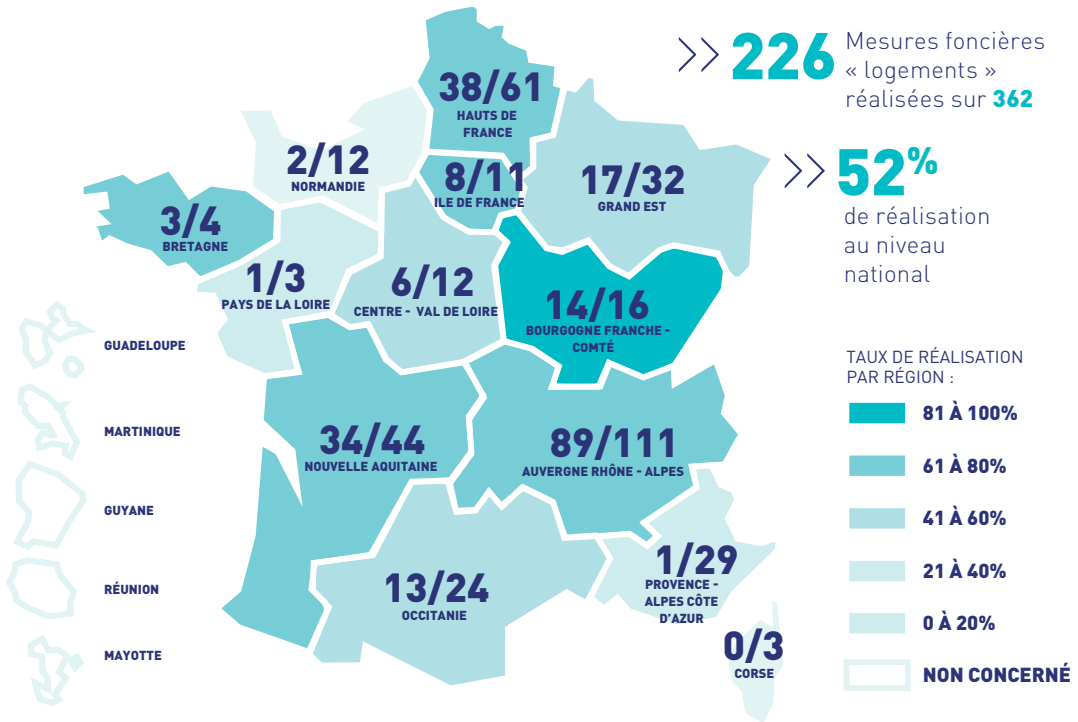 >> 226 Mesures foncières
« logements »
réalisées sur 362
>> 52%
de réalisation
au niveau
national
38/61
HAUTS DE
FRANCE
2/12
NORMANDIE
8/11
ILE DE FRANCE
17/32
GRAND EST
3/4
BRETAGNE
1/3
PAYS DE LA LOIRE
6/12
CENTRE - VAL DE LOIRE
14/16
BOURGOGNE FRANCHE -
COMTÉ
34/44
NOUVELLE AQUITAINE
89/111
AUVERGNE RHÔNE - ALPES
13/24
OCCITANIE
1/29
PROVENCE -
ALPES CÔTE
D'AZUR
0/3
CORSE
GUADELOUPE
MARTINIQUE
GUYANE
RÉUNION
MAYOTTE
TAUX DE RÉALISATION
PAR RÉGION :
81 À 100%
61 À 80%
41 À 60%
21 À 40%
0 À 20%
NON CONCERNÉ